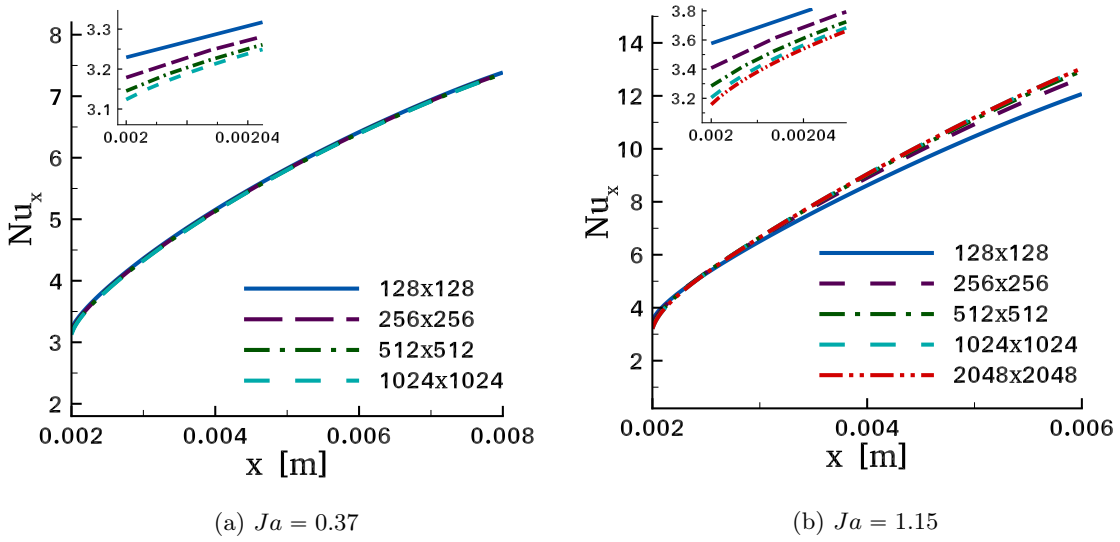 3.3
3.2
3.1
0.002
0.00204
8
7
6
5
4
3
2
Nu_x
128x128
256x256
512x512
1024x1024
0.002
0.004
0.006
0.008
x [m]
(a) Ja = 0.37
3.8
3.6
3.4
3.2
0.002
0.00204
14
12
10
8
6
4
2
Nu_x
128x128
256x256
512x512
1024x1024
2048x2048
0.002
0.004
0.006
x [m]
(b) Ja = 1.15